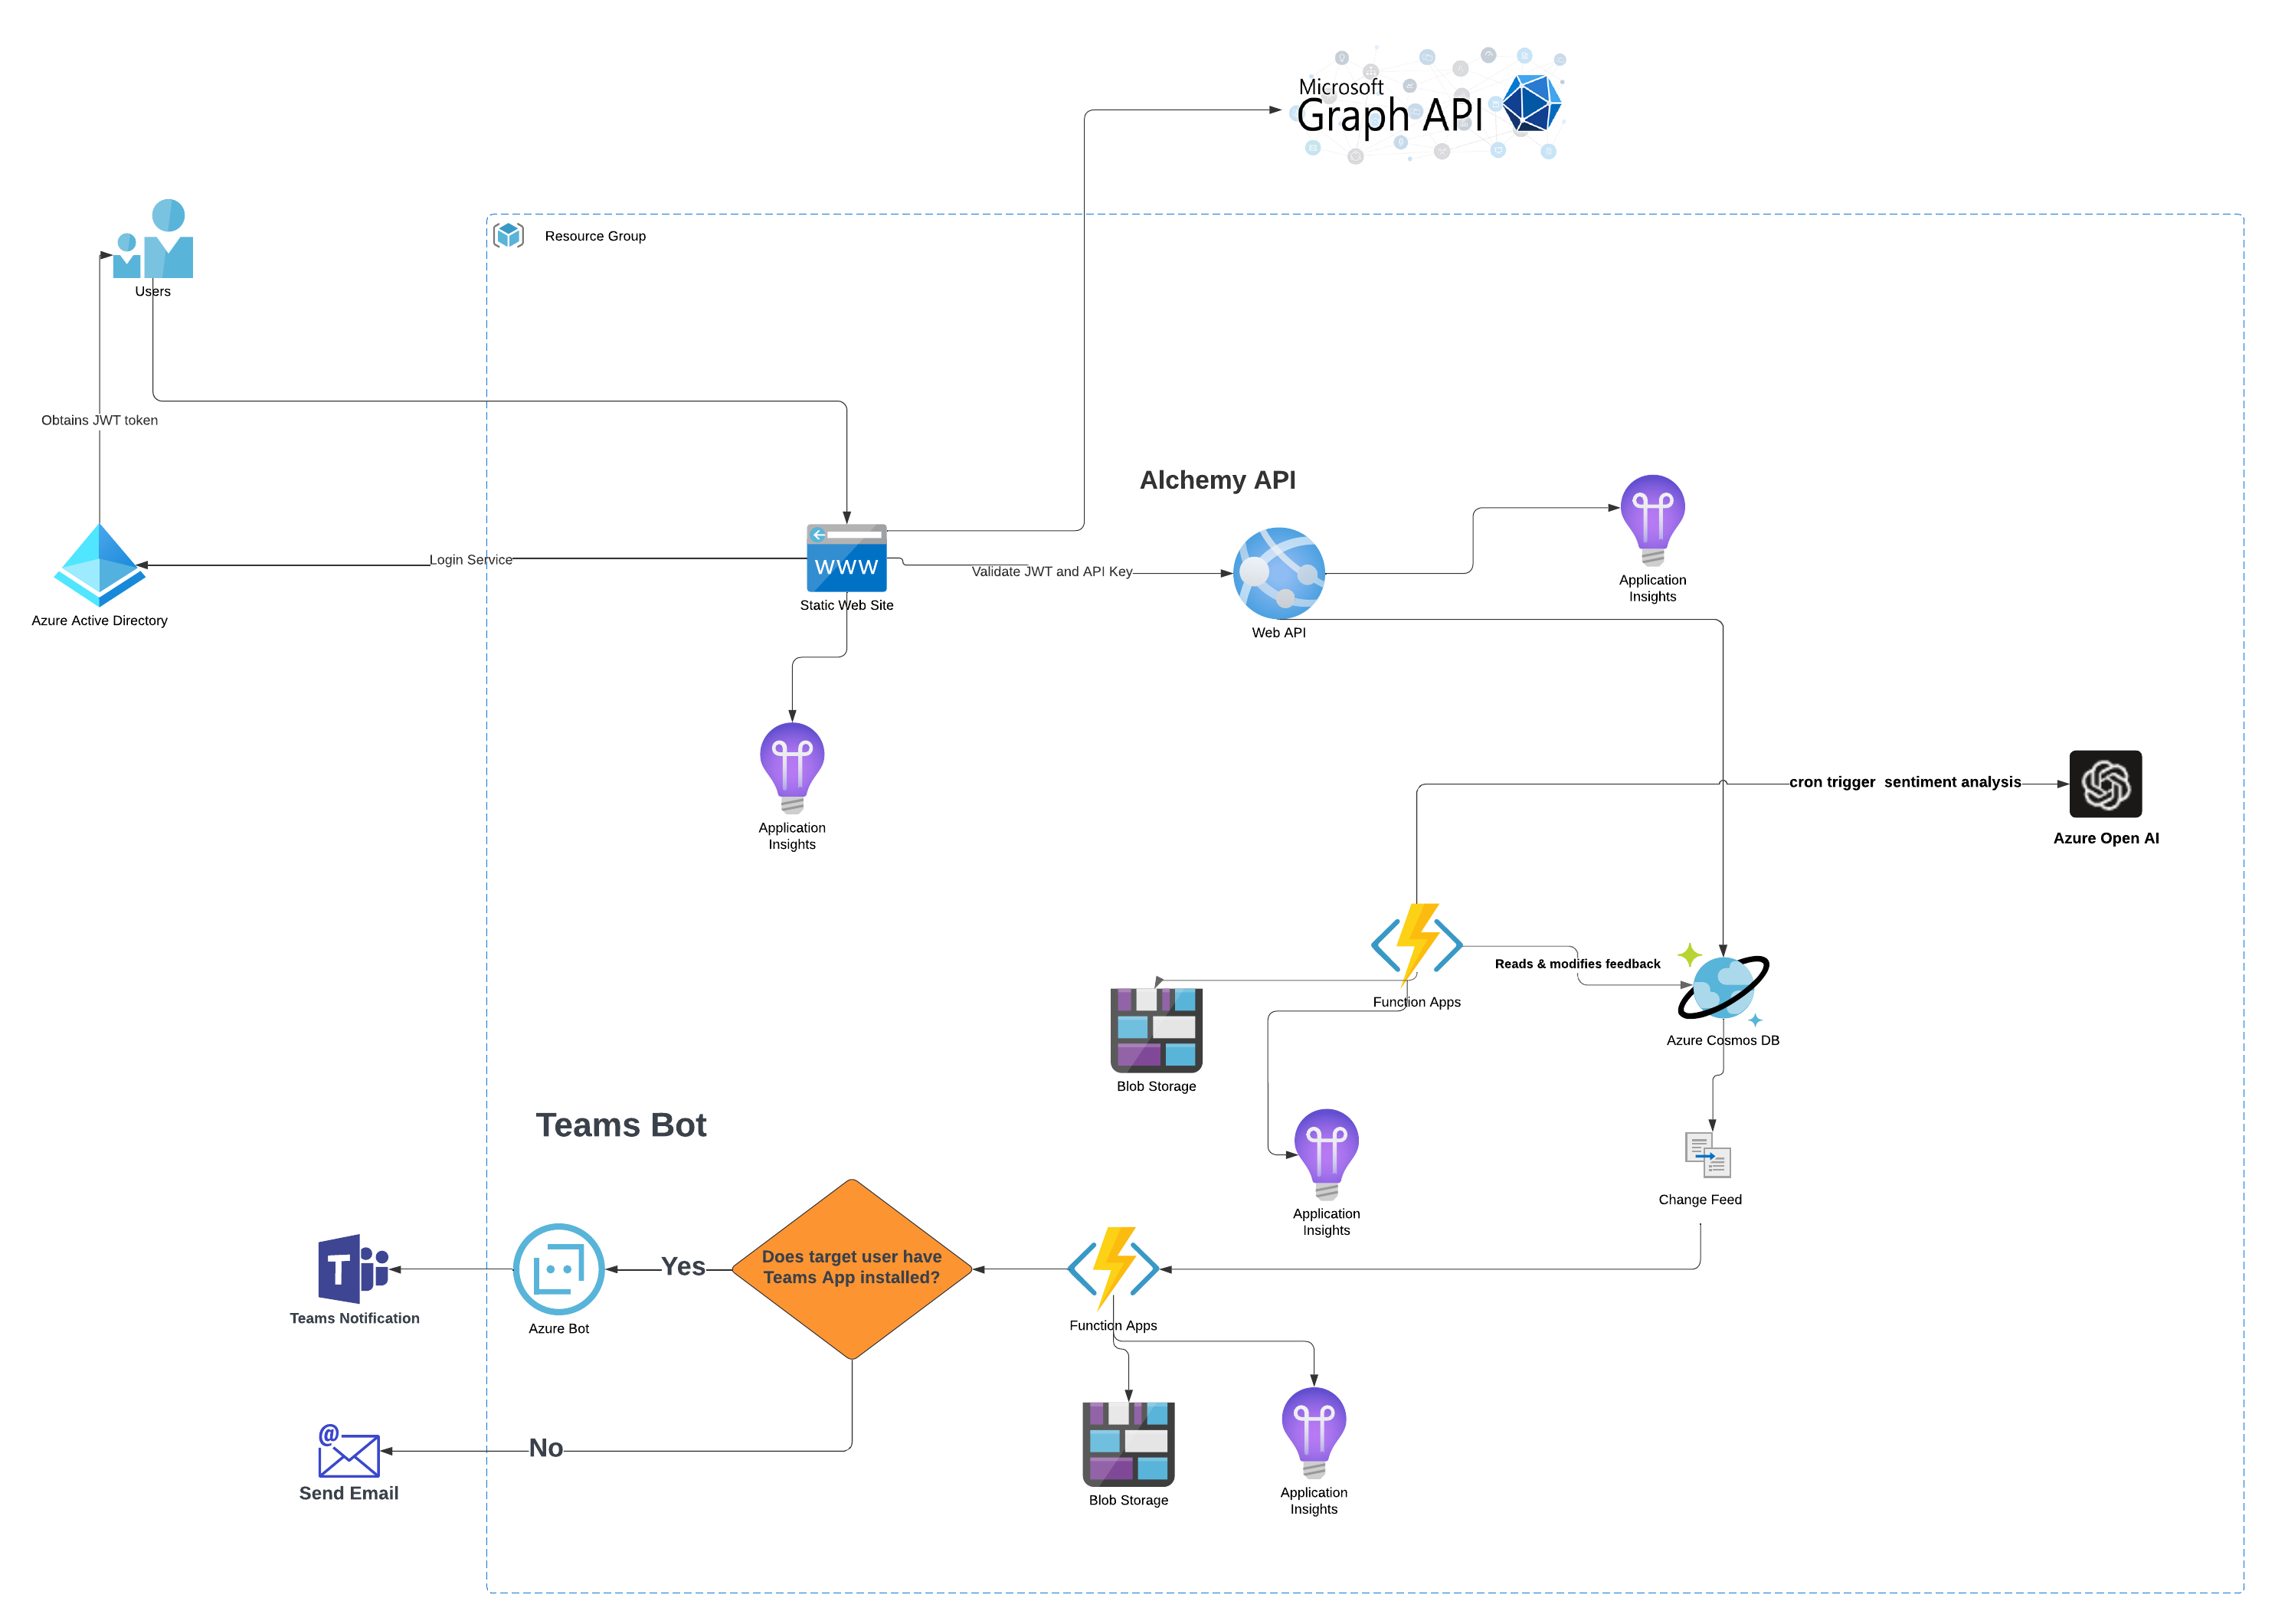 Microsoft
Graph API
Resource Group
Users
Obtains JWT token
Alchemy API
Login Service
WWW
Validate JWT and API Key
Application
Insights
Static Web Site
Azure Active Directory
Web API
cron trigger  sentiment analysis
Application
Insights
Azure Open AI
Reads & modifies feedback
Function Apps
Azure Cosmos DB
Blob Storage
Teams Bot
Change Feed
Application
Insights
Does target user have
Teams App installed?
Yes
T
Teams Notification
Azure Bot
Function Apps
@
No
Send Email
Blob Storage
Application
Insights